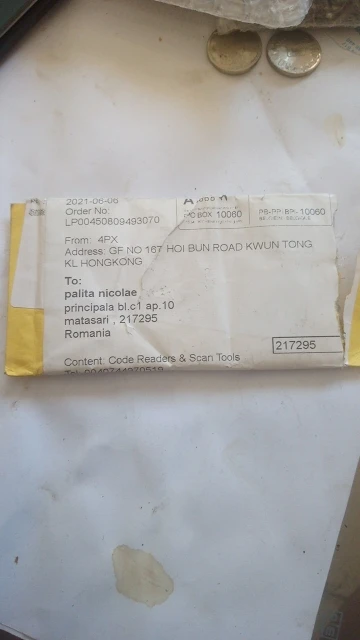 2021-06-06
Order No:
LP00450809493070
PO BOX 10060
10060
From: 4PX
Address: GF NO 167 HOI BUN ROAD KWUN TONG
KL HONGKONG
To:
palita nicolae
principala bl.c1 ap.10
matasari , 217295
Romania
217295
Content: Code Readers & Scan Tools